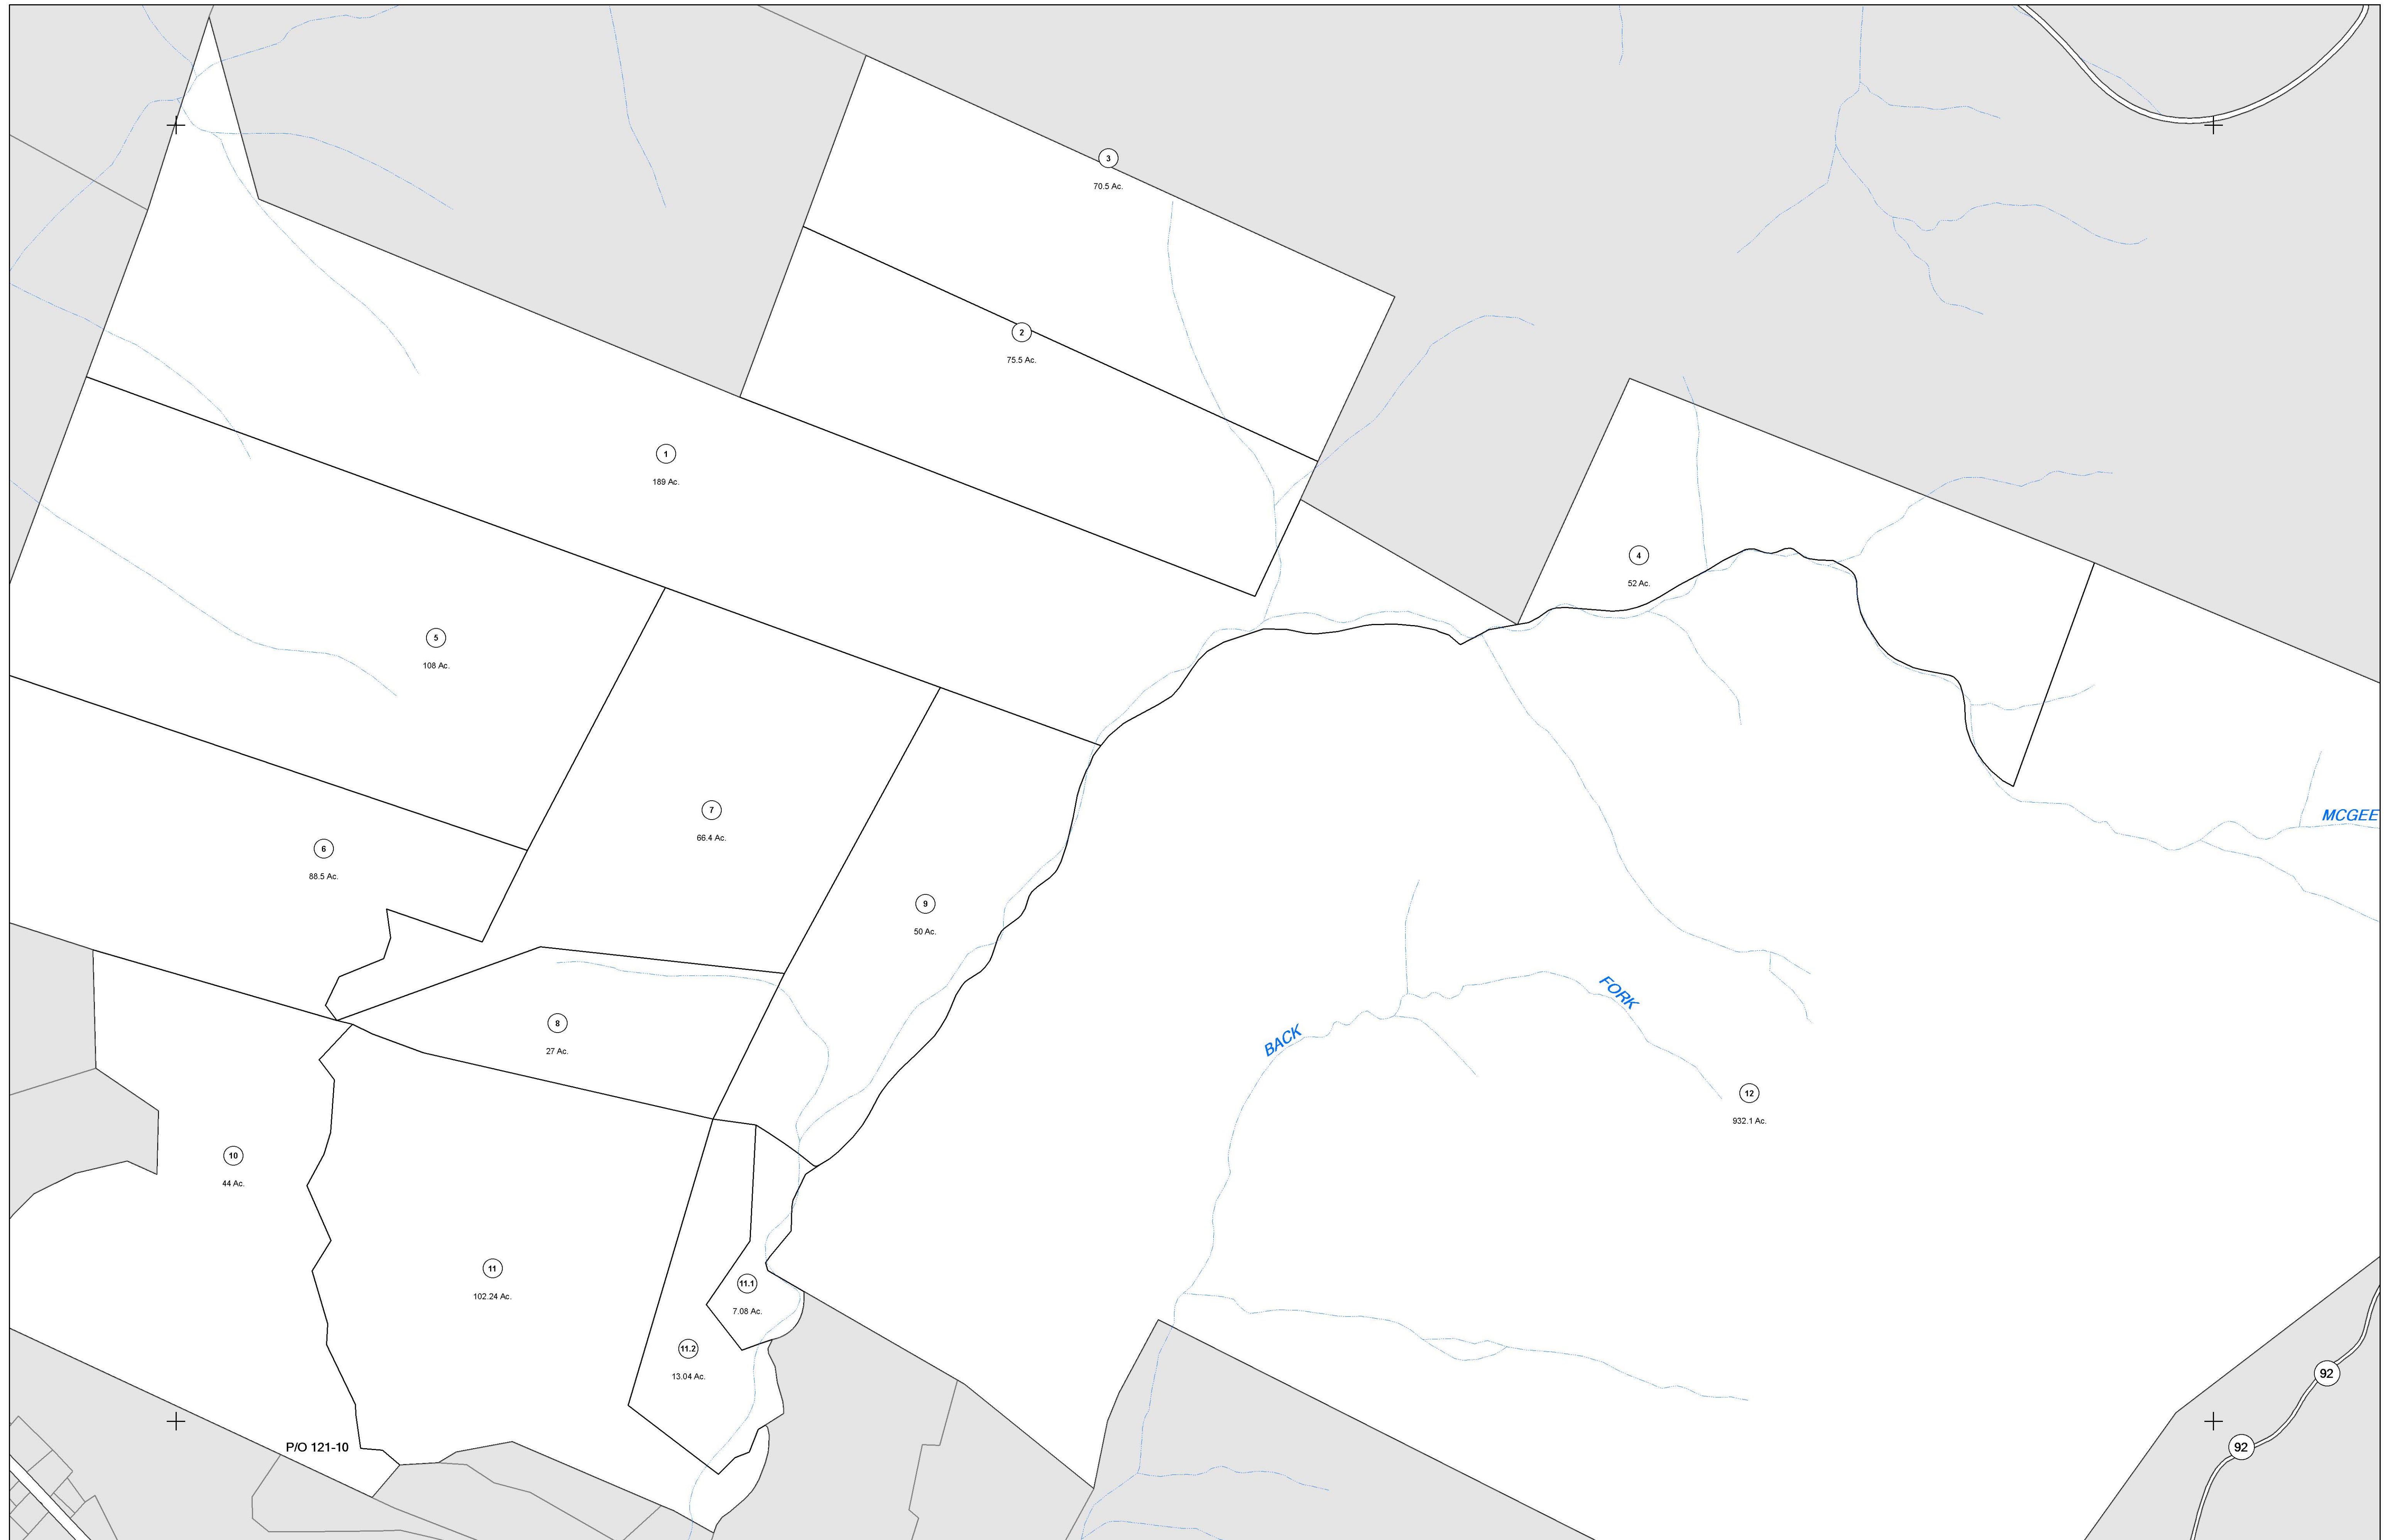 3
70.5 Ac.
2
75.5 Ac.
1
189 Ac.
4
52 Ac.
5
108 Ac.
7
66.4 Ac.
MCGEE
6
88.5 Ac.
9
50 Ac.
FORK
BACK
8
27 Ac.
12
932.1 Ac.
10
44 Ac.
11
102.24 Ac.
11.1
7.08 Ac.
11.2
13.04 Ac.
92
92
P/O 121-10